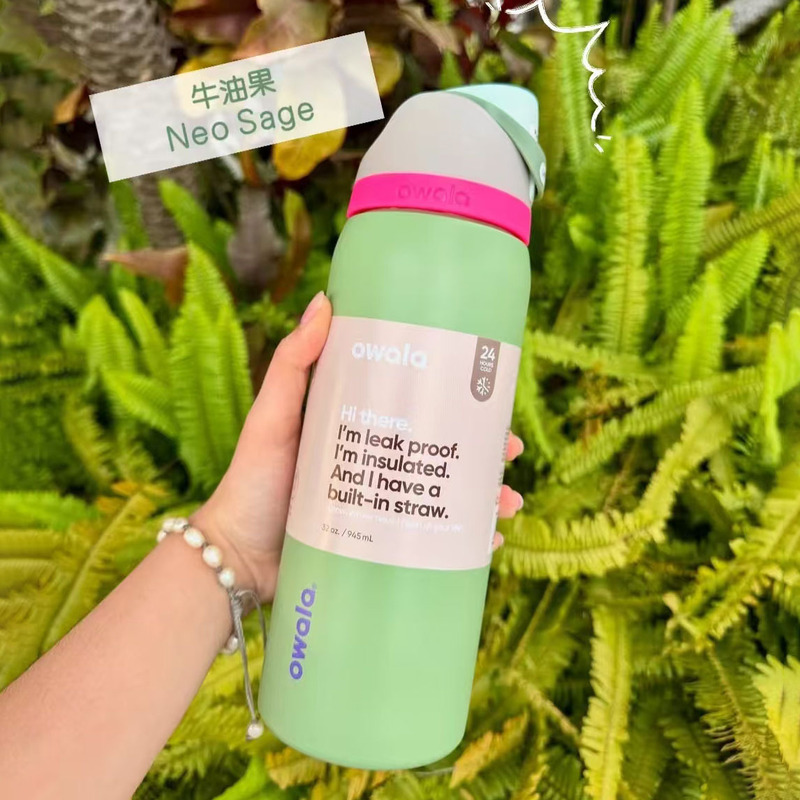 牛油果
Neo Sage
owala
owala
24
HOURS
COLD
Hi there.
I'm leak proof.
I'm insulated.
And I have a
built-in straw.
32 oz. / 945 mL
owala®